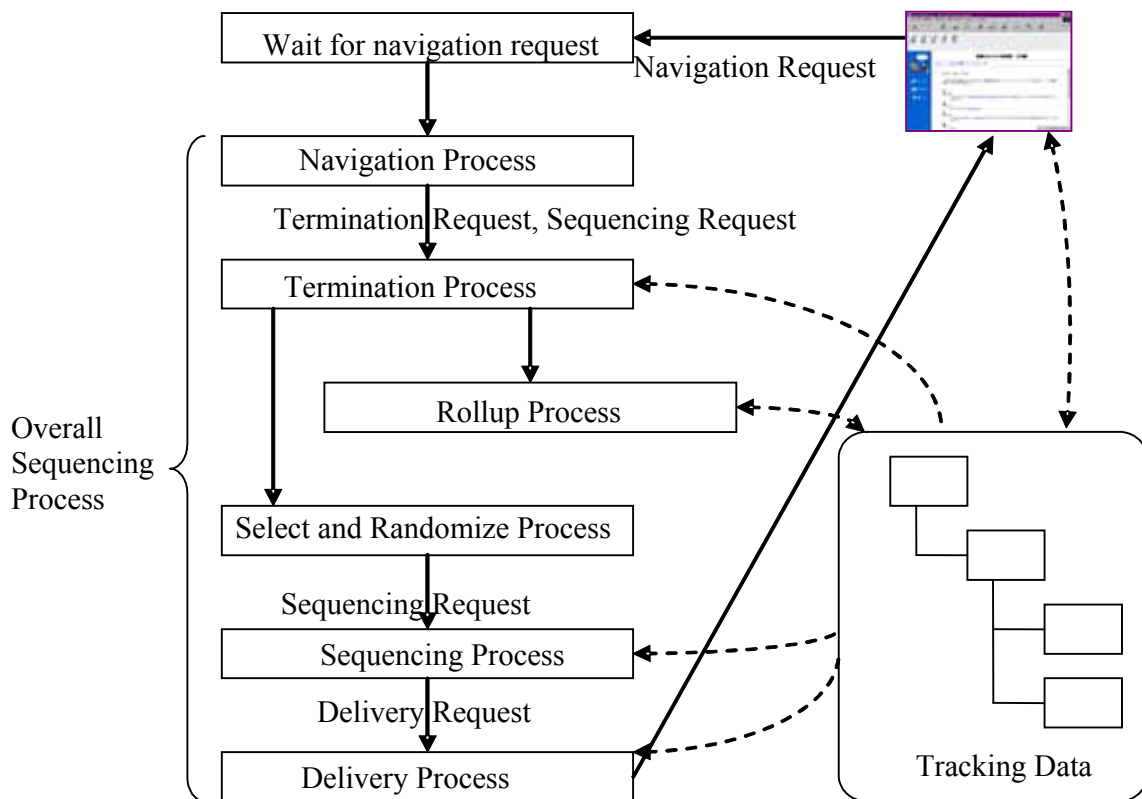 Wait for navigation request
Navigation Request
Navigation Process
Termination Request, Sequencing Request
Termination Process
Rollup Process
Overall
Sequencing
Process
Select and Randomize Process
Sequencing Request
Sequencing Process
Delivery Request
Delivery Process
Tracking Data